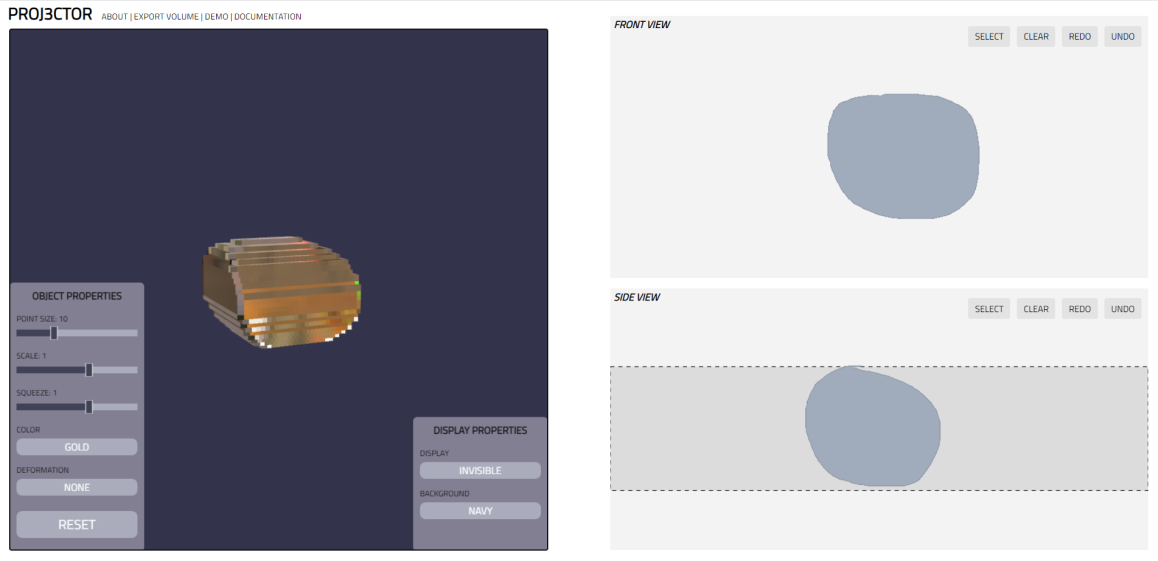 PROJ3CTOR ABOUT | EXPORT VOLUME | DEMO | DOCUMENTATION
OBJECT PROPERTIES
POINT SIZE: 10
SCALE: 1
SQUEEZE: 1
COLOR
GOLD
DEFORMATION
NONE
RESET
DISPLAY PROPERTIES
DISPLAY
INVISIBLE
BACKGROUND
NAVY
FRONT VIEW
SELECT CLEAR REDO UNDO
SIDE VIEW
SELECT CLEAR REDO UNDO